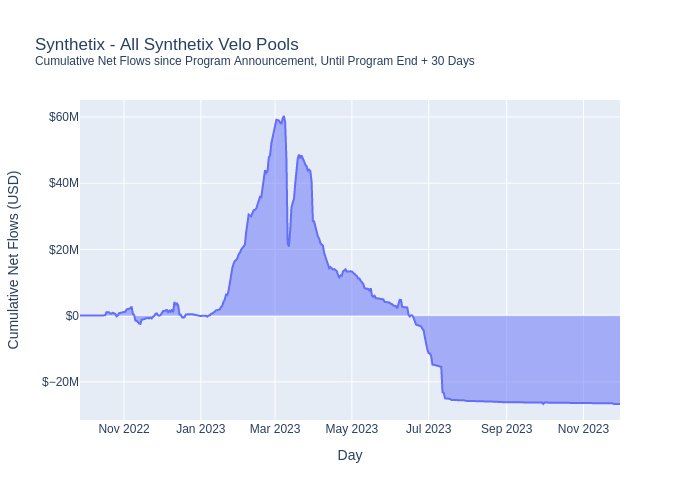 Synthetix - All Synthetix Velo Pools
Cumulative Net Flows since Program Announcement, Until Program End + 30 Days
Cumulative Net Flows (USD)
$60M
$40M
$20M
$0
$−20M
Nov 2022
Jan 2023
Mar 2023
May 2023
Jul 2023
Sep 2023
Nov 2023
Day